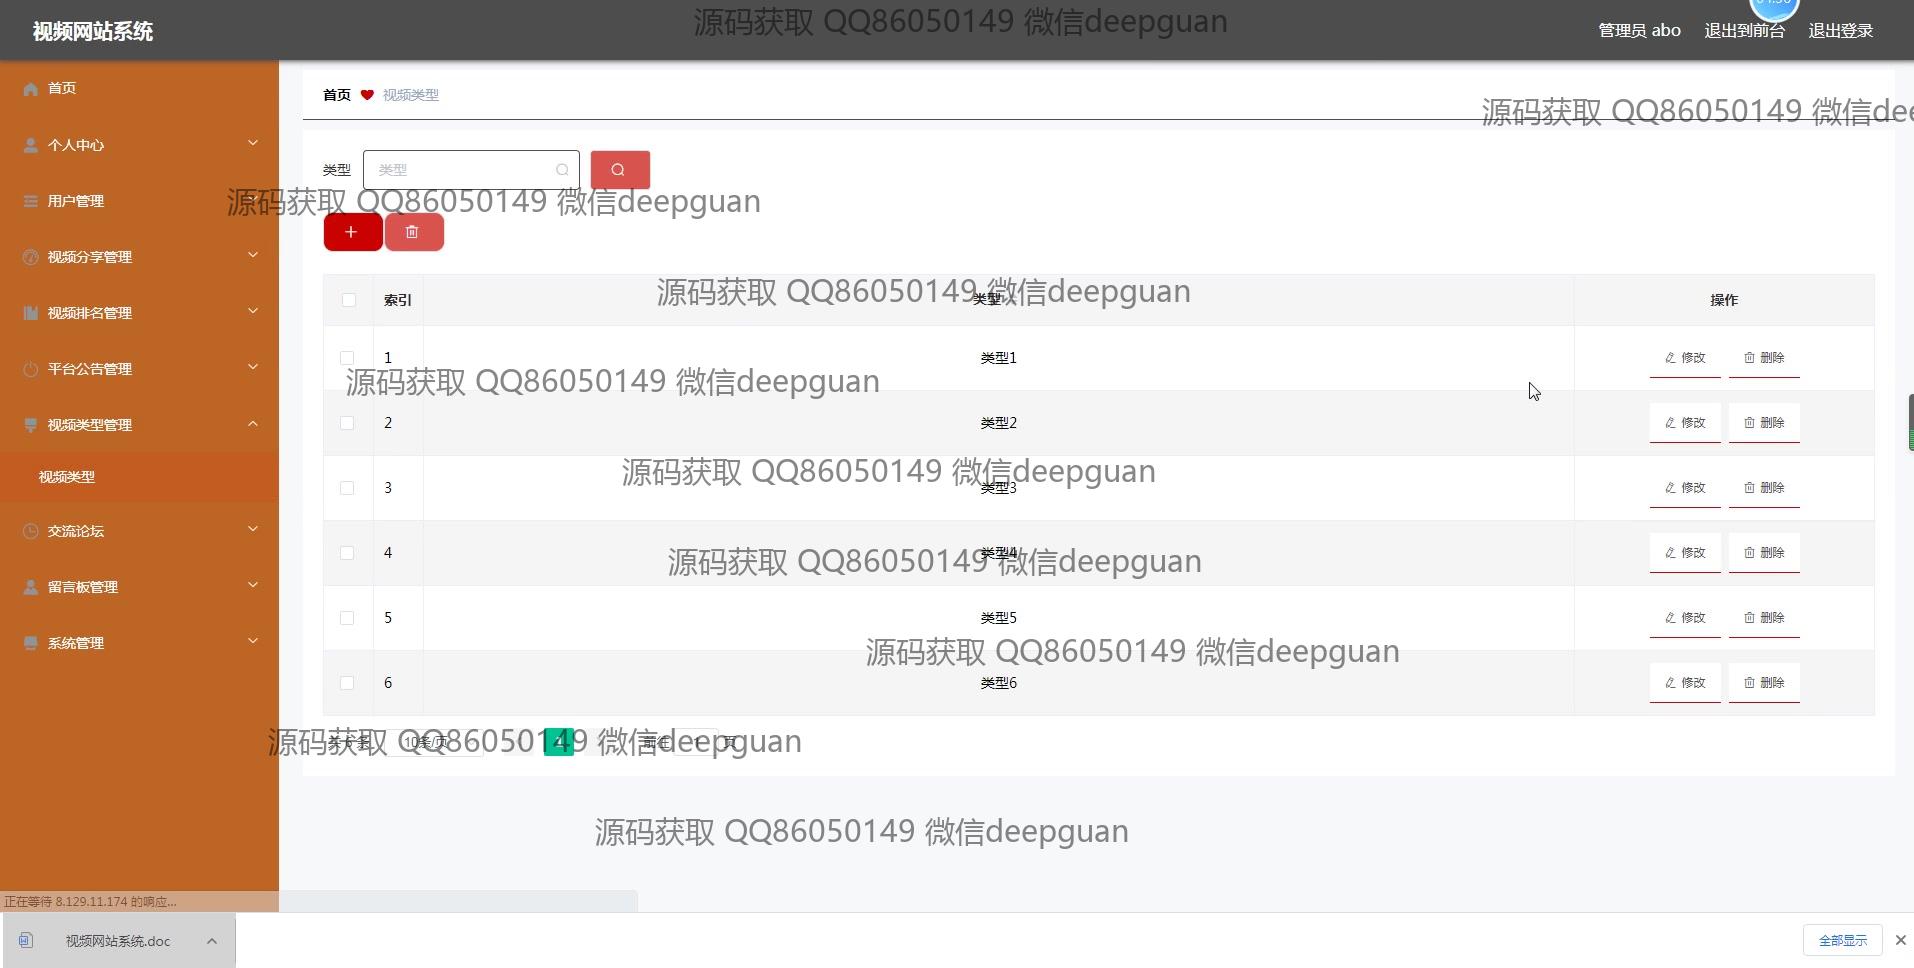 视频网站系统
源码获取 QQ86050149 微信deepguan
管理员 abo
退出到前台
退出登录
首页
个人中心
用户管理
视频分享管理
视频排名管理
平台公告管理
视频类型管理
视频类型
交流论坛
留言板管理
系统管理
首页 视频类型
源码获取 QQ86050149 微信dee
类型 类型
源码获取 QQ86050149 微信deepguan
源码获取 QQ86050149 微信deepguan
索引 类型 操作
1 类型1 修改 删除
源码获取 QQ86050149 微信deepguan
2 类型2 修改 删除
源码获取 QQ86050149 微信deepguan
3 类型3 修改 删除
4 类型4 修改 删除
源码获取 QQ86050149 微信deepguan
5 类型5 修改 删除
源码获取 QQ86050149 微信deepguan
6 类型6 修改 删除
共 6 条 10条/页 1 前往 1 页
源码获取 QQ86050149 微信deepguan
源码获取 QQ86050149 微信deepguan
正在等待 8.129.11.174 的响应...
视频网站系统.doc
全部显示